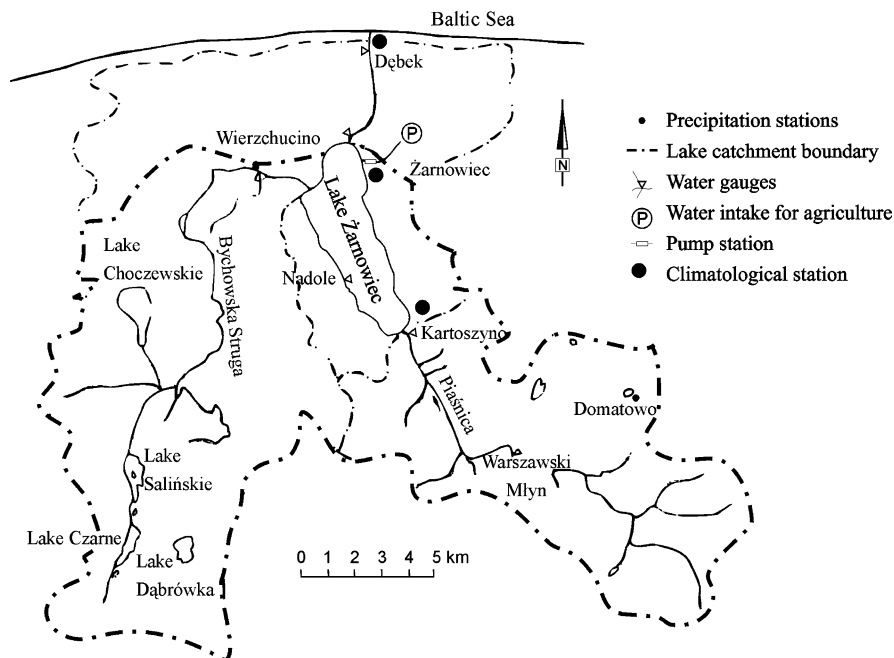 Baltic Sea
Dębek
Wierzchucino
P
Żarnowiec
Lake Żarnowiec
Lake
Choczewskie
Bychowska Struga
Nadole
Kartoszyno
Piaśnica
Domatowo
Warszawski
Młyn
Lake
Salińskie
Lake Czarne
Lake
Dąbrówka
0 1 2 3 4 5 km
N
Precipitation stations
Lake catchment boundary
Water gauges
P Water intake for agriculture
Pump station
Climatological station